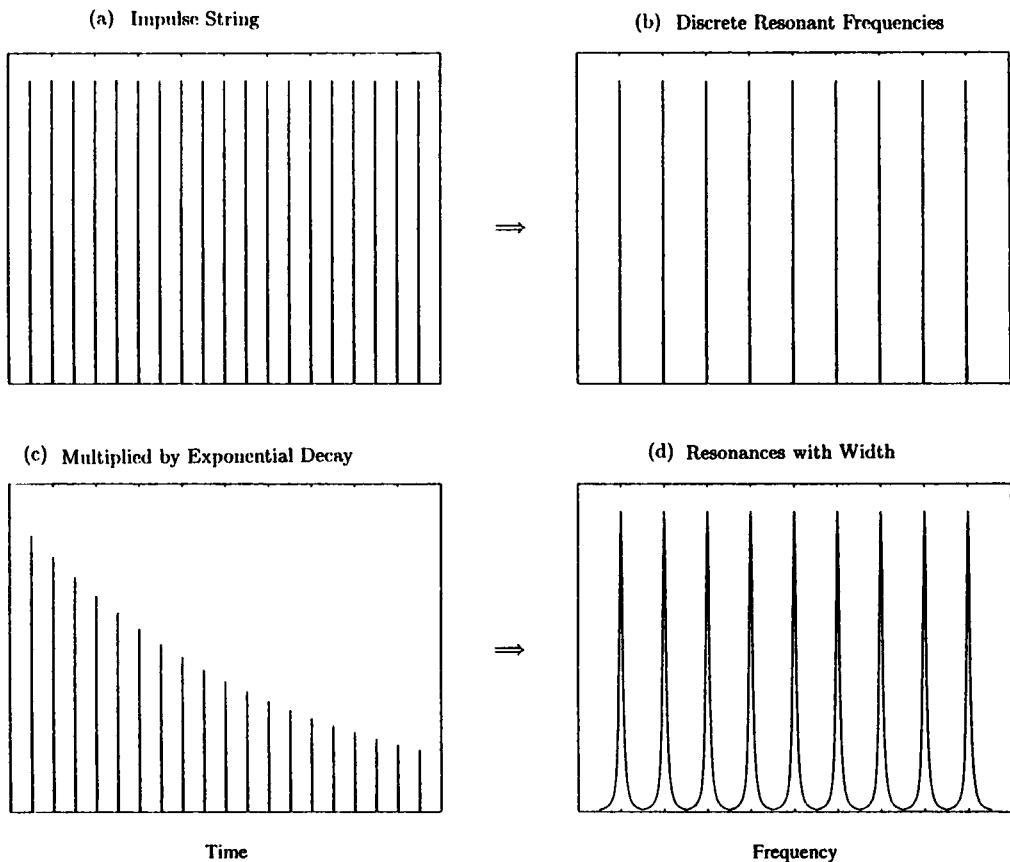 (a) Impulse String
(b) Discrete Resonant Frequencies
⇒
(c) Multiplied by Exponential Decay
(d) Resonances with Width
⇒
Time
Frequency